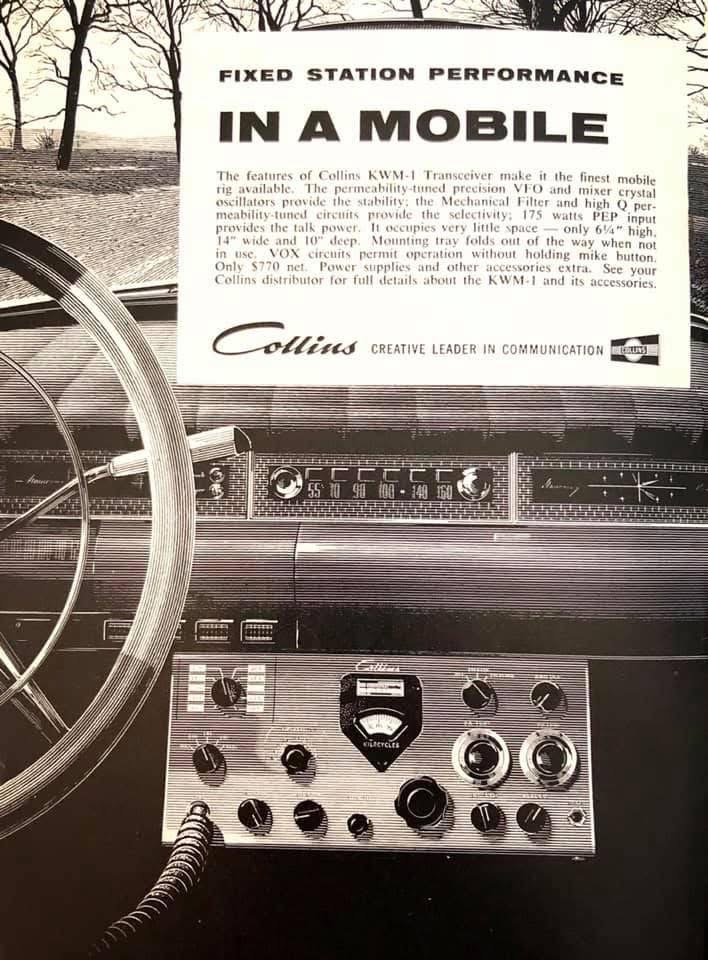 FIXED STATION PERFORMANCE
IN A MOBILE
The features of Collins KWM-1 Transceiver make it the finest mobile
rig available. The permeability-tuned precision VFO and mixer crystal
oscillators provide the stability; the Mechanical Filter and high Q per-
meability-tuned circuits provide the selectivity; 175 watts PEP input
provides the talk power. It occupies very little space — only 6¼" high,
14" wide and 10" deep. Mounting tray folds out of the way when not
in use. VOX circuits permit operation without holding mike button.
Only $770 net. Power supplies and other accessories extra. See your
Collins distributor for full details about the KWM-1 and its accessories.
Collins CREATIVE LEADER IN COMMUNICATION COLLINS
55 70 90 100 140 160
Collins
KILOCYCLES